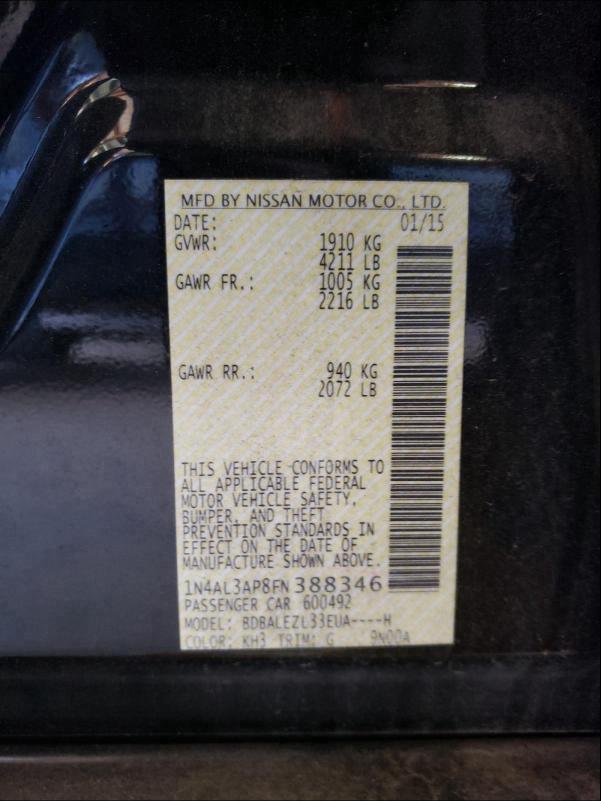 MFD BY NISSAN MOTOR CO., LTD.
DATE: 01/15
GVWR: 1910 KG
4211 LB
GAWR FR.: 1005 KG
2216 LB
GAWR RR.: 940 KG
2072 LB
THIS VEHICLE CONFORMS TO
ALL APPLICABLE FEDERAL
MOTOR VEHICLE SAFETY,
BUMPER, AND THEFT
PREVENTION STANDARDS IN
EFFECT ON THE DATE OF
MANUFACTURE SHOWN ABOVE.
1N4AL3AP8FN388346
PASSENGER CAR 600492
MODEL: BDBALEZL33EUA----H
COLOR: KH3 TRIM: G 9N00A